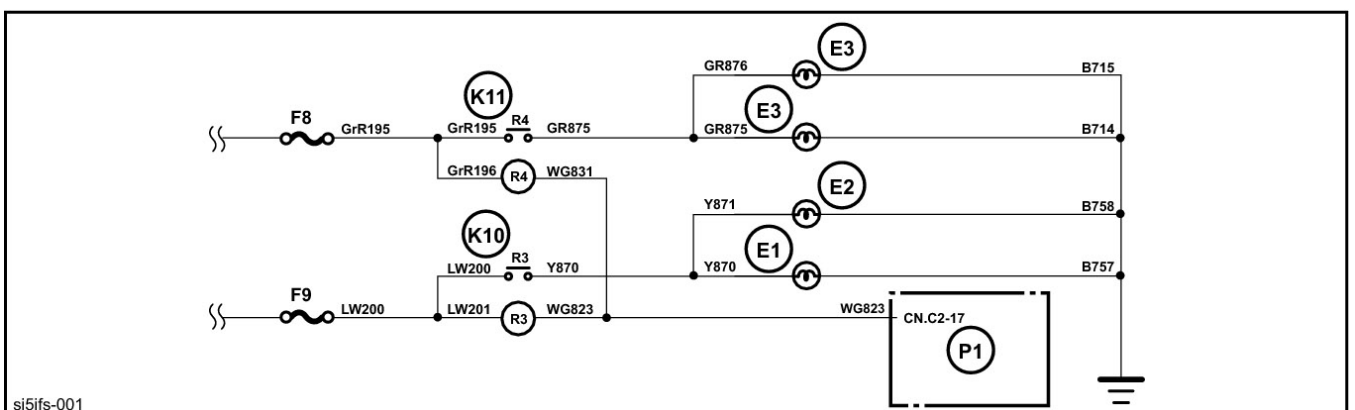 GR876 E3 B715
K11
F8 GrR195 GrR195 R4 GR875 GR875 E3 B714
GrR196 R4 WG831
Y871 E2 B758
K10
LW200 R3 Y870 Y870 E1 B757
F9 LW200 LW201 R3 WG823 WG823 CN.C2-17
P1
si5ifs-001